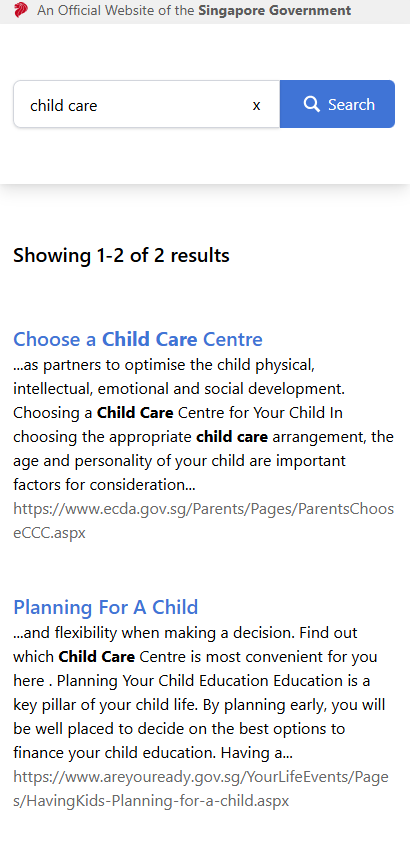 An Official Website of the Singapore Government
child care
x
Search
Showing 1-2 of 2 results
Choose a Child Care Centre
...as partners to optimise the child physical,
intellectual, emotional and social development.
Choosing a Child Care Centre for Your Child In
choosing the appropriate child care arrangement, the
age and personality of your child are important
factors for consideration...
https://www.ecda.gov.sg/Parents/Pages/ParentsChoos
eCCC.aspx
Planning For A Child
...and flexibility when making a decision. Find out
which Child Care Centre is most convenient for you
here . Planning Your Child Education Education is a
key pillar of your child life. By planning early, you will
be well placed to decide on the best options to
finance your child education. Having a...
https://www.areyouready.gov.sg/YourLifeEvents/Page
s/HavingKids-Planning-for-a-child.aspx